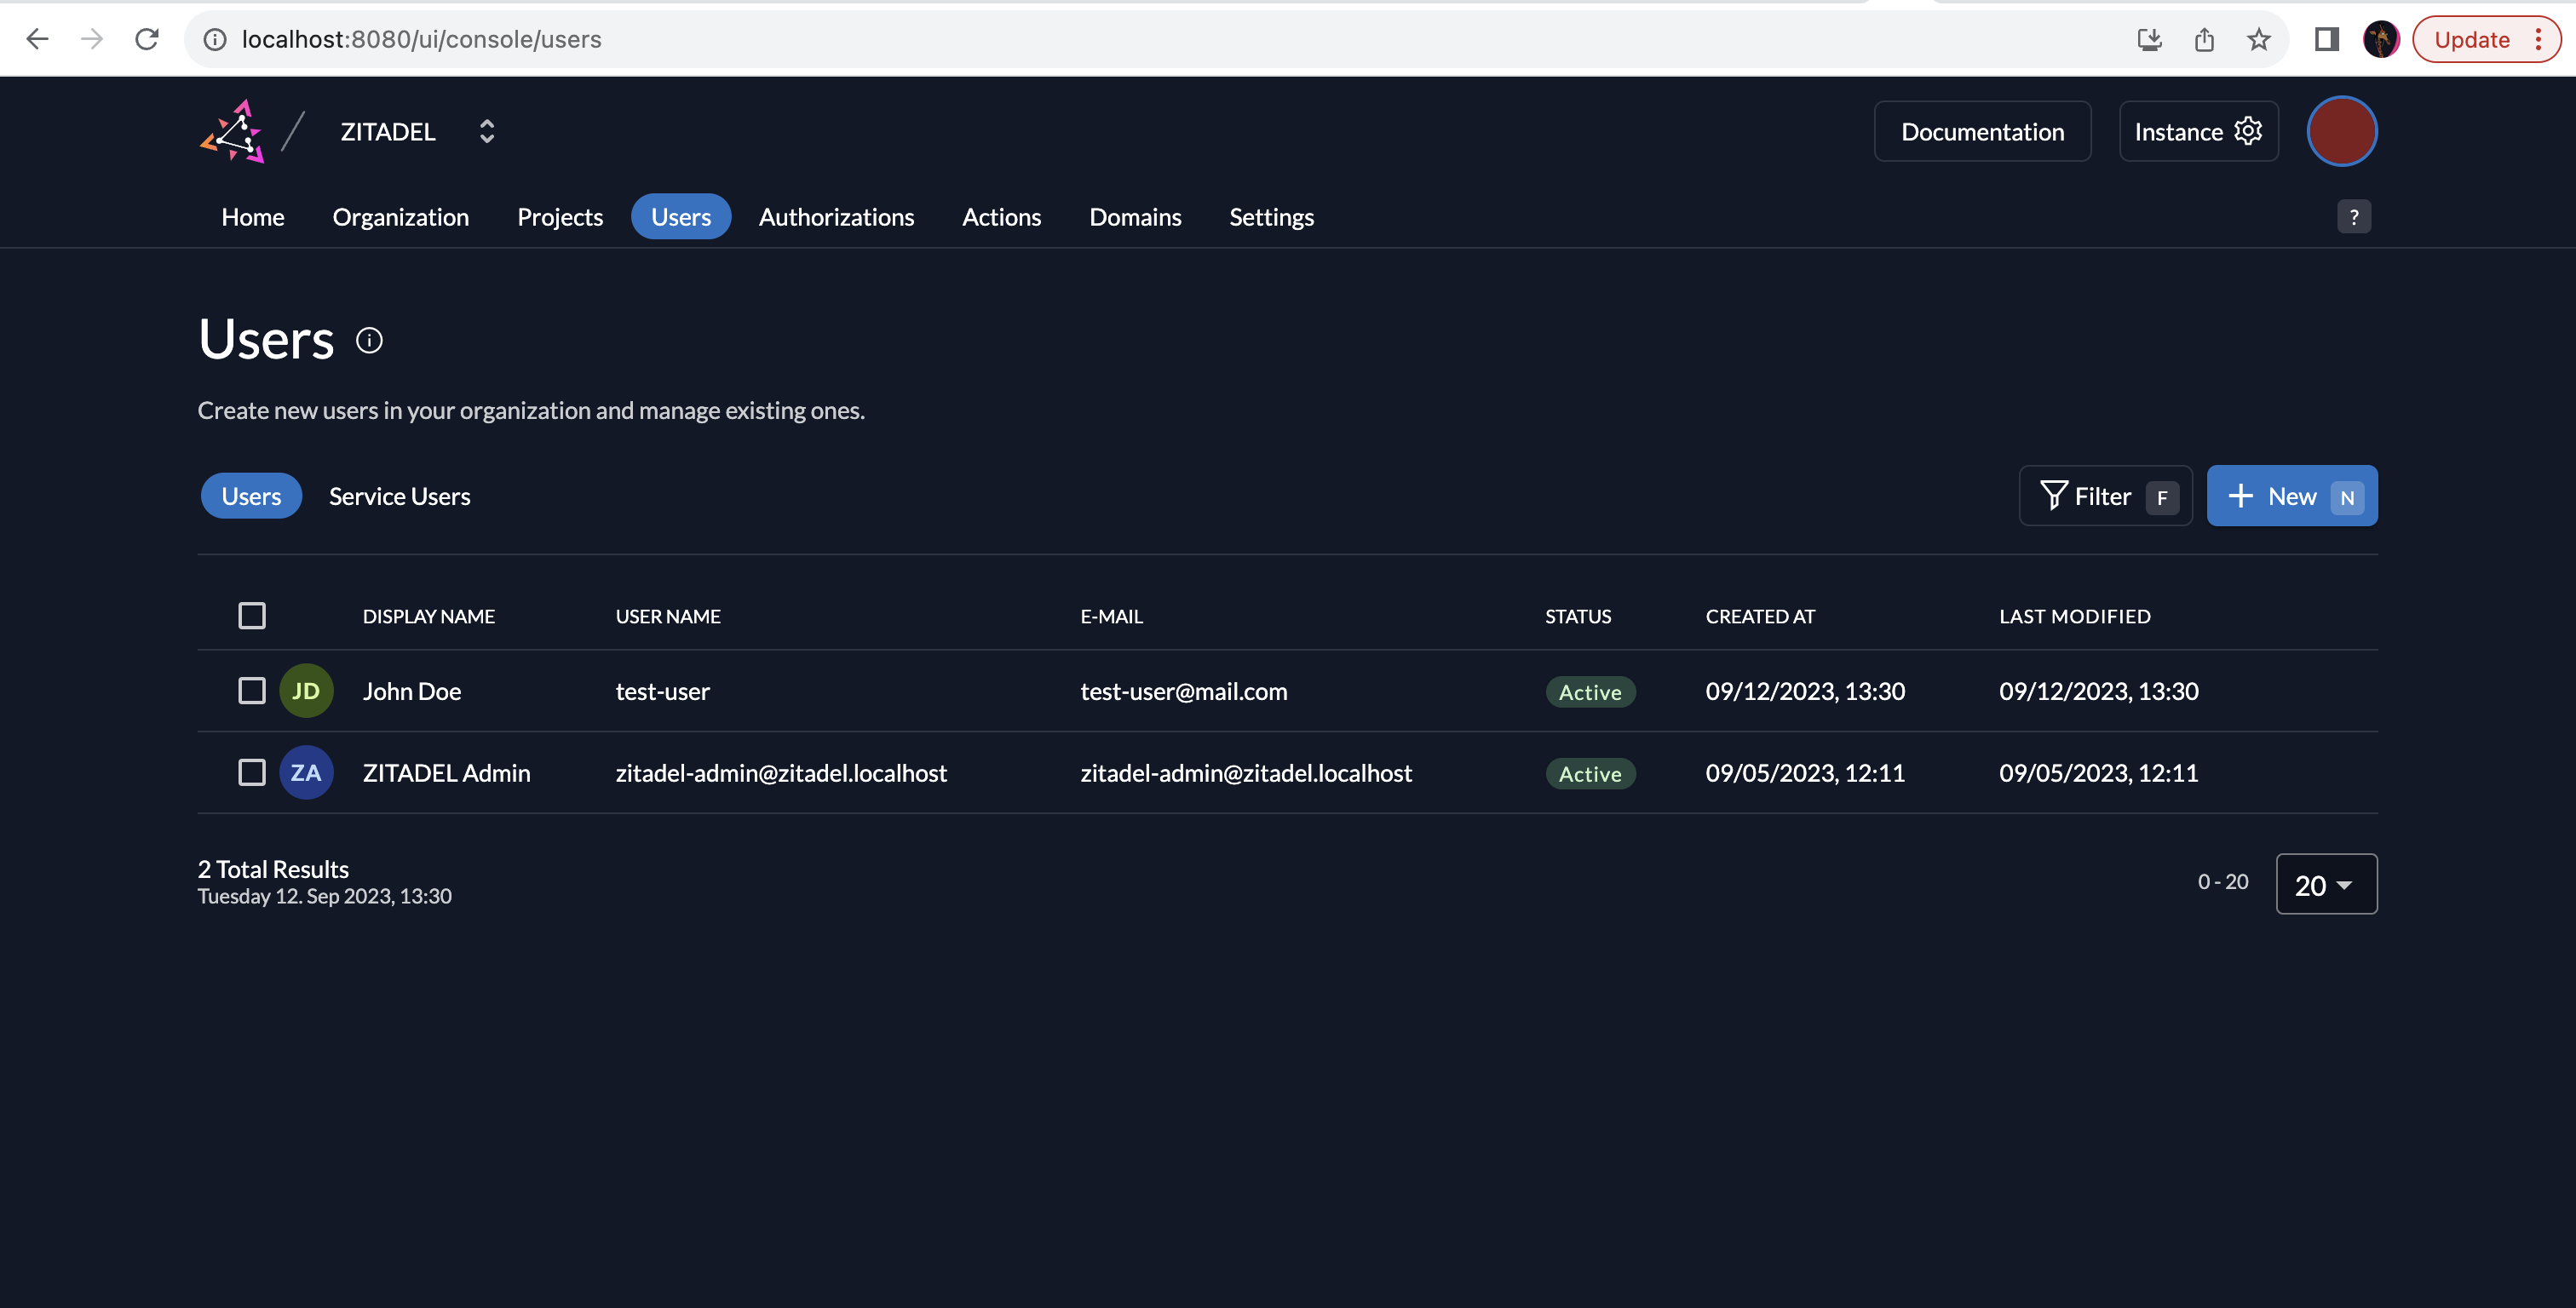 localhost:8080/ui/console/users
Update
ZITADEL
Documentation
Instance
Home Organization Projects Users Authorizations Actions Domains Settings ?
Users
Create new users in your organization and manage existing ones.
Users Service Users Filter F New N
DISPLAY NAME USER NAME E-MAIL STATUS CREATED AT LAST MODIFIED
JD John Doe test-user test-user@mail.com Active 09/12/2023, 13:30 09/12/2023, 13:30
ZA ZITADEL Admin zitadel-admin@zitadel.localhost zitadel-admin@zitadel.localhost Active 09/05/2023, 12:11 09/05/2023, 12:11
2 Total Results
Tuesday 12. Sep 2023, 13:30
0 - 20 20